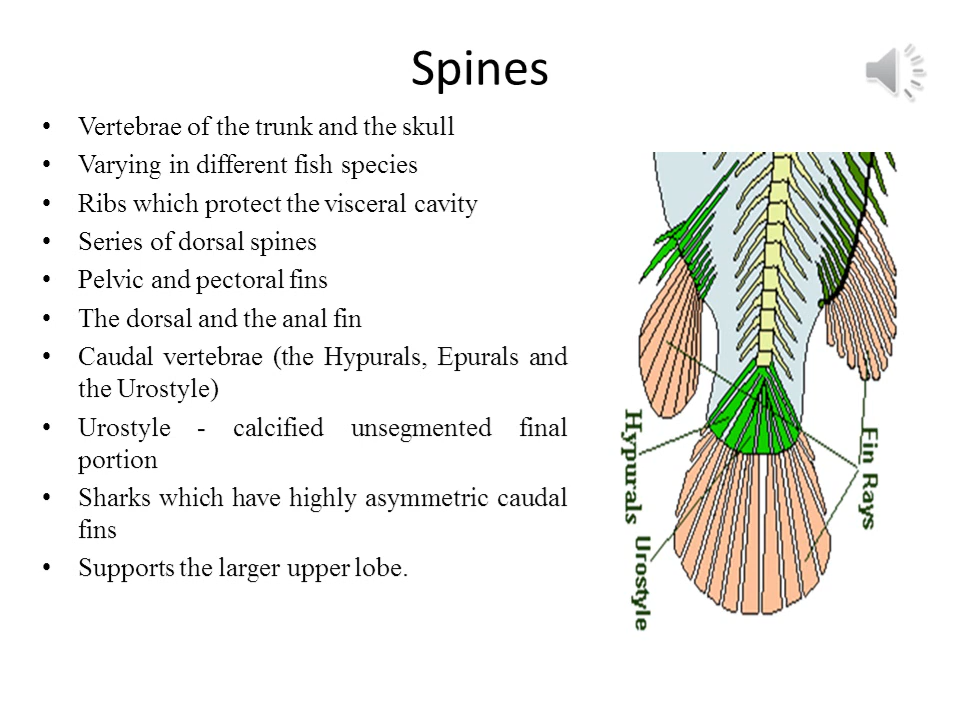 Spines
• Vertebrae of the trunk and the skull
• Varying in different fish species
• Ribs which protect the visceral cavity
• Series of dorsal spines
• Pelvic and pectoral fins
• The dorsal and the anal fin
• Caudal vertebrae (the Hypurals, Epurals and
the Urostyle)
• Urostyle - calcified unsegmented final
portion
• Sharks which have highly asymmetric caudal
fins
• Supports the larger upper lobe.
Hypurals
Urostyle
Fin Rays